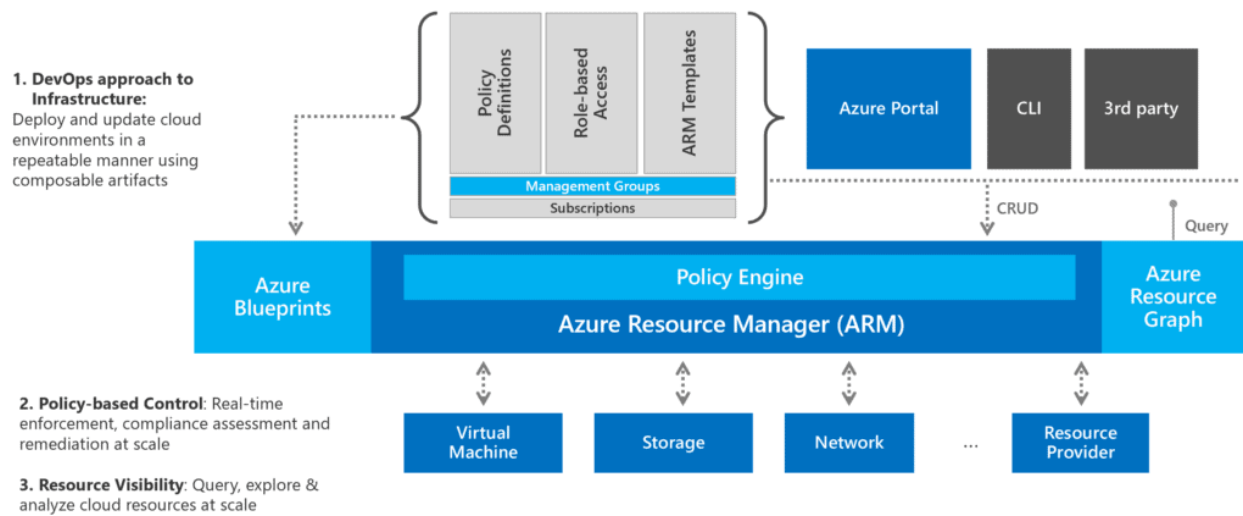 1. DevOps approach to
Infrastructure:
Deploy and update cloud
environments in a
repeatable manner using
composable artifacts
Policy
Definitions
Role-based
Access
ARM Templates
Management Groups
Subscriptions
Azure Portal
CLI
3rd party
CRUD
Query
Azure
Blueprints
Policy Engine
Azure Resource Manager (ARM)
Azure
Resource
Graph
2. Policy-based Control: Real-time
enforcement, compliance assessment and
remediation at scale
3. Resource Visibility: Query, explore &
analyze cloud resources at scale
Virtual
Machine
Storage
Network
...
Resource
Provider